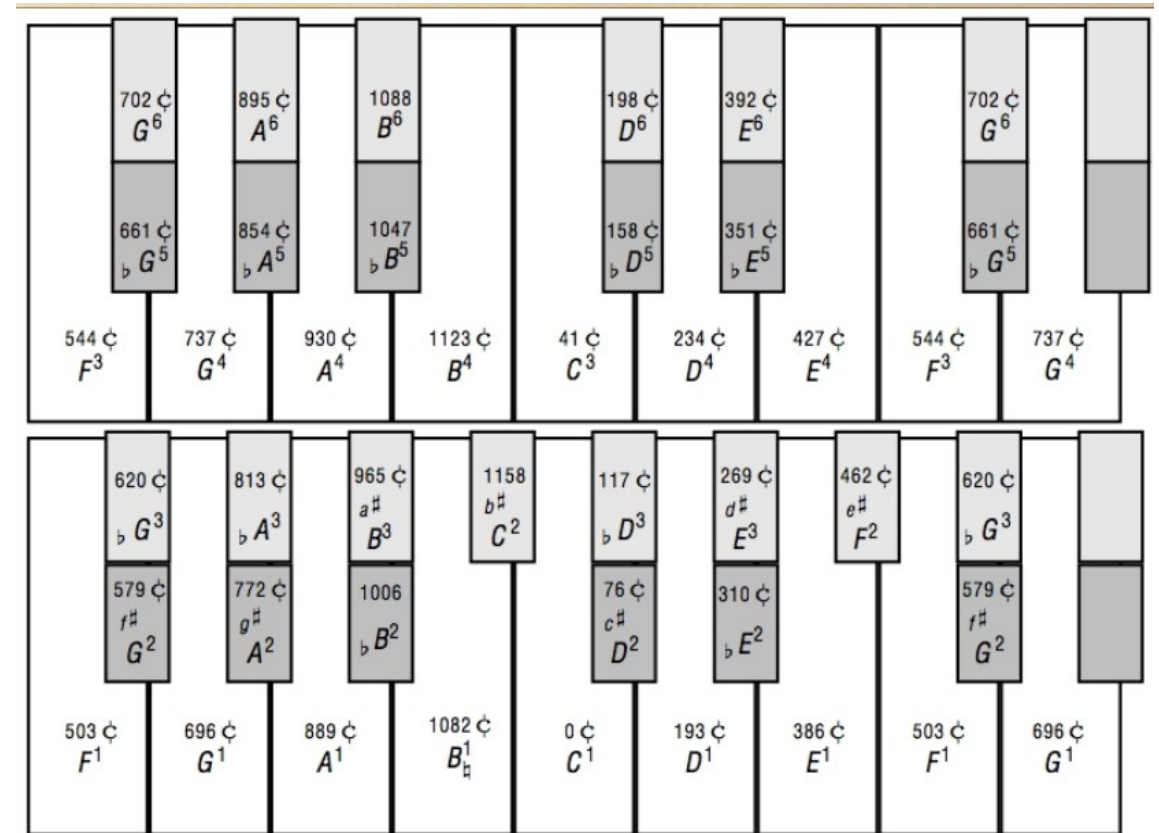 702 ¢ 895 ¢ 1088 198 ¢ 392 ¢ 702 ¢
G⁶ A⁶ B⁶ D⁶ E⁶ G⁶
661 ¢ 854 ¢ 1047 158 ¢ 351 ¢ 661 ¢
♭G⁵ ♭A⁵ ♭B⁵ ♭D⁵ ♭E⁵ ♭G⁵
544 ¢ 737 ¢ 930 ¢ 1123 ¢ 41 ¢ 234 ¢ 427 ¢ 544 ¢ 737 ¢
F³ G⁴ A⁴ B⁴ C³ D⁴ E⁴ F³ G⁴
620 ¢ 813 ¢ 965 ¢ 1158 117 ¢ 269 ¢ 462 ¢ 620 ¢
a♯ b♯ d♯ e♯
♭G³ ♭A³ B³ C² ♭D³ E³ F² ♭G³
579 ¢ 772 ¢ 1006 76 ¢ 310 ¢ 579 ¢
f♯ g♯ c♯ f♯
G² A² ♭B² D² ♭E² G²
503 ¢ 696 ¢ 889 ¢ 1082 ¢ 0 ¢ 193 ¢ 386 ¢ 503 ¢ 696 ¢
F¹ G¹ A¹ B¹♮ C¹ D¹ E¹ F¹ G¹